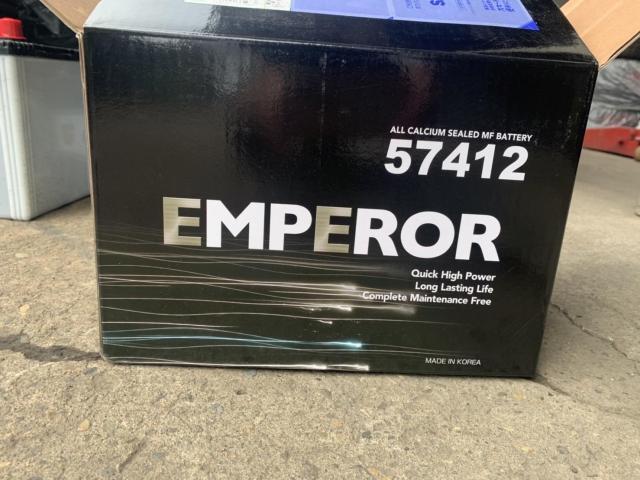 ALL CALCIUM SEALED MF BATTERY
57412
EMPEROR
Quick High Power
Long Lasting Life
Complete Maintenance Free
MADE IN KOREA